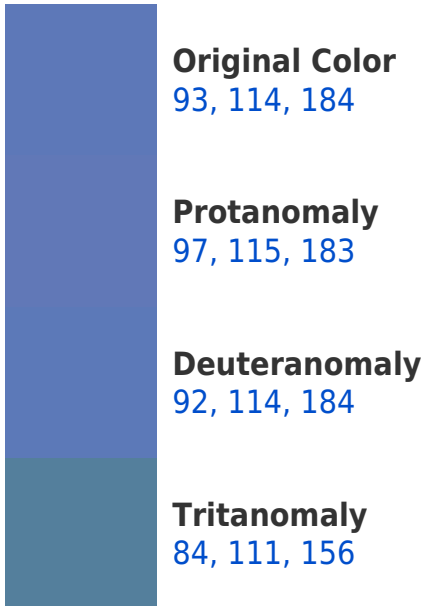 Original Color
93, 114, 184
Protanomaly
97, 115, 183
Deuteranomaly
92, 114, 184
Tritanomaly
84, 111, 156